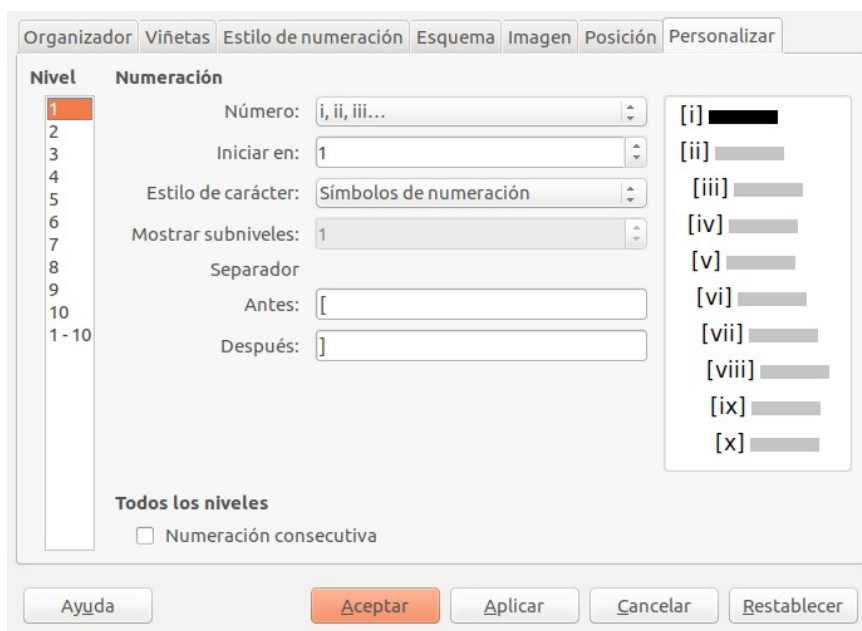 Organizador Viñetas Estilo de numeración Esquema Imagen Posición Personalizar
Nivel Numeración
1
2
3
4
5
6
7
8
9
10
1 - 10
Número: i, ii, iii...
Iniciar en: 1
Estilo de carácter: Símbolos de numeración
Mostrar subniveles: 1
Separador
Antes: [
Después: ]
[i]
[ii]
[iii]
[iv]
[v]
[vi]
[vii]
[viii]
[ix]
[x]
Todos los niveles
Numeración consecutiva
Ayuda Aceptar Aplicar Cancelar Restablecer